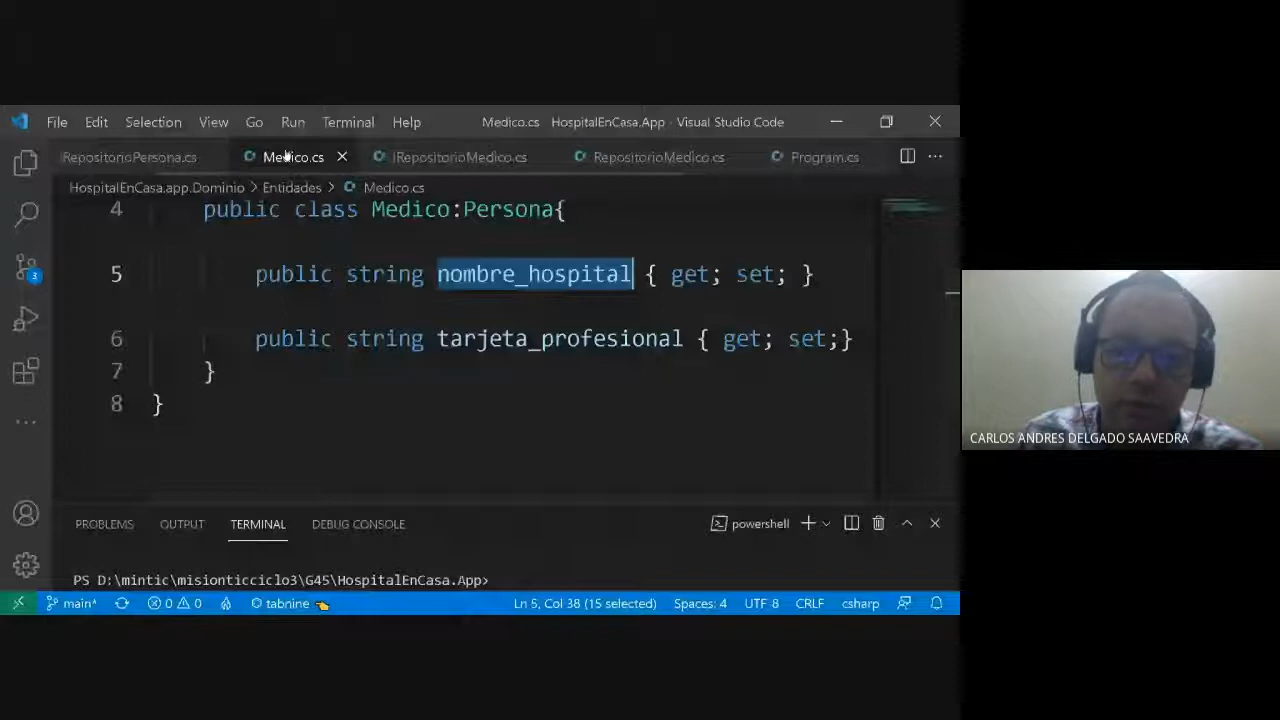 File Edit Selection View Go Run Terminal Help Medico.cs HospitalEnCasa.App - Visual Studio Code
IRepositorioPersona.cs Medico.cs IRepositorioMedico.cs RepositorioMedico.cs Program.cs
HospitalEnCasa.app.Dominio > Entidades > Medico.cs
4 public class Medico:Persona{
5 public string nombre_hospital { get; set; }
6 public string tarjeta_profesional { get; set;}
7 }
8 }
3
PROBLEMS OUTPUT TERMINAL DEBUG CONSOLE powershell
PS D:\mintic\misionticciclo3\G45\HospitalEnCasa.App>
main* 0 0 tabnine Ln 5, Col 38 (15 selected) Spaces: 4 UTF 8 CRLF csharp
CARLOS ANDRES DELGADO SAAVEDRA